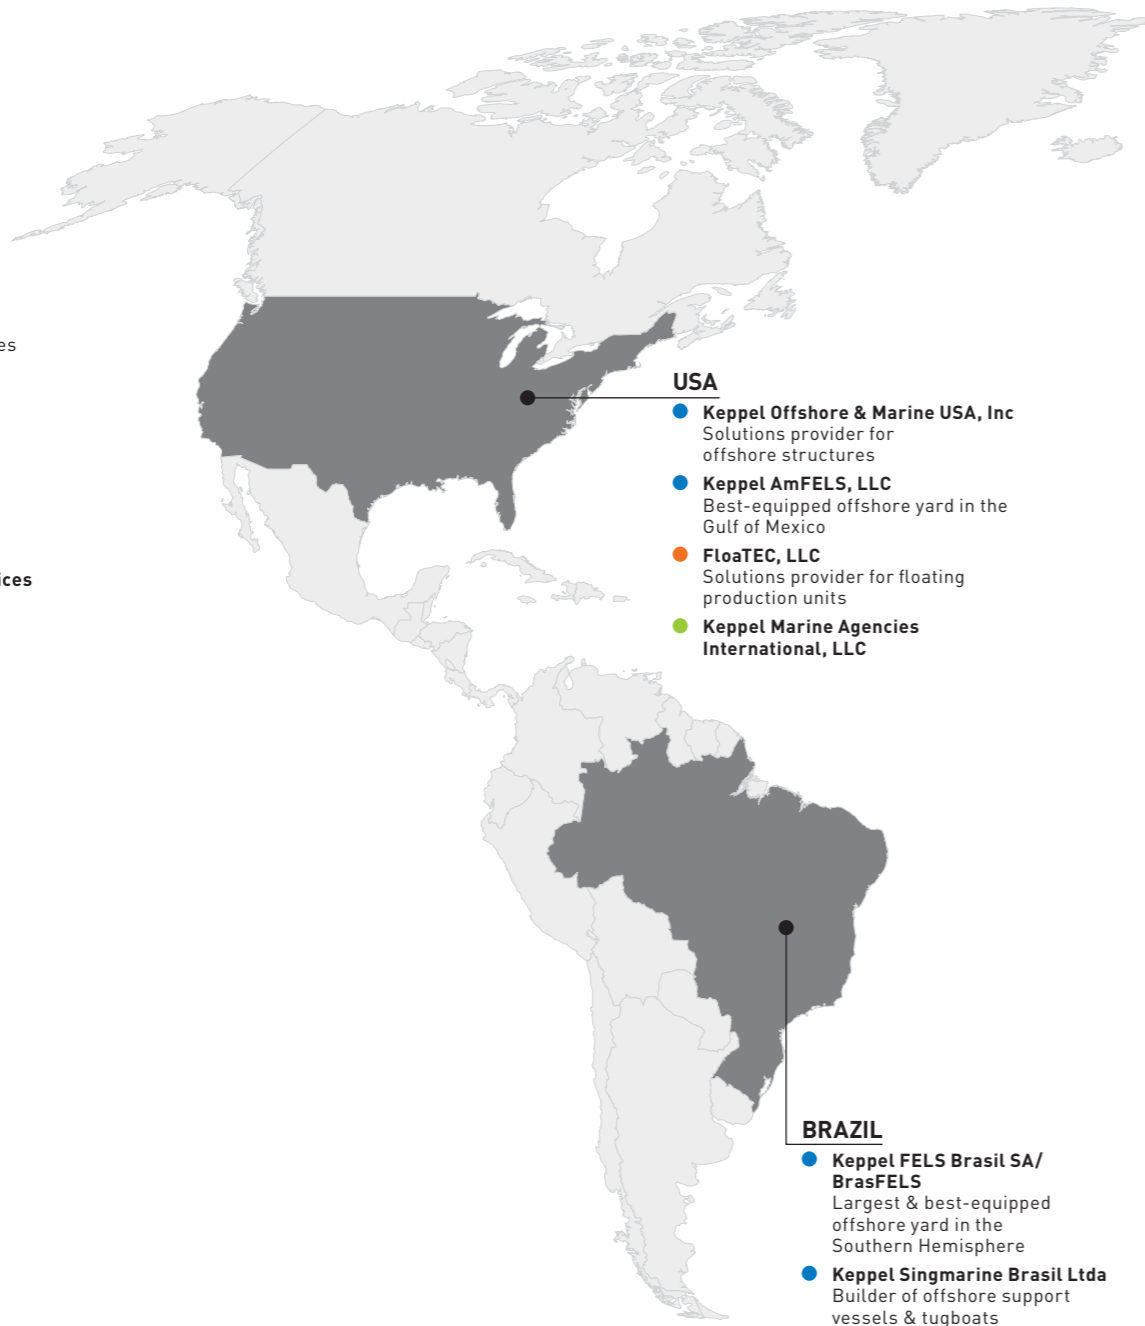 es
ices
USA
Keppel Offshore & Marine USA, Inc
Solutions provider for
offshore structures
Keppel AmFELS, LLC
Best-equipped offshore yard in the
Gulf of Mexico
FloaTEC, LLC
Solutions provider for floating
production units
Keppel Marine Agencies
International, LLC
BRAZIL
Keppel FELS Brasil SA/
BrasFELS
Largest & best-equipped
offshore yard in the
Southern Hemisphere
Keppel Singmarine Brasil Ltda
Builder of offshore support
vessels & tugboats